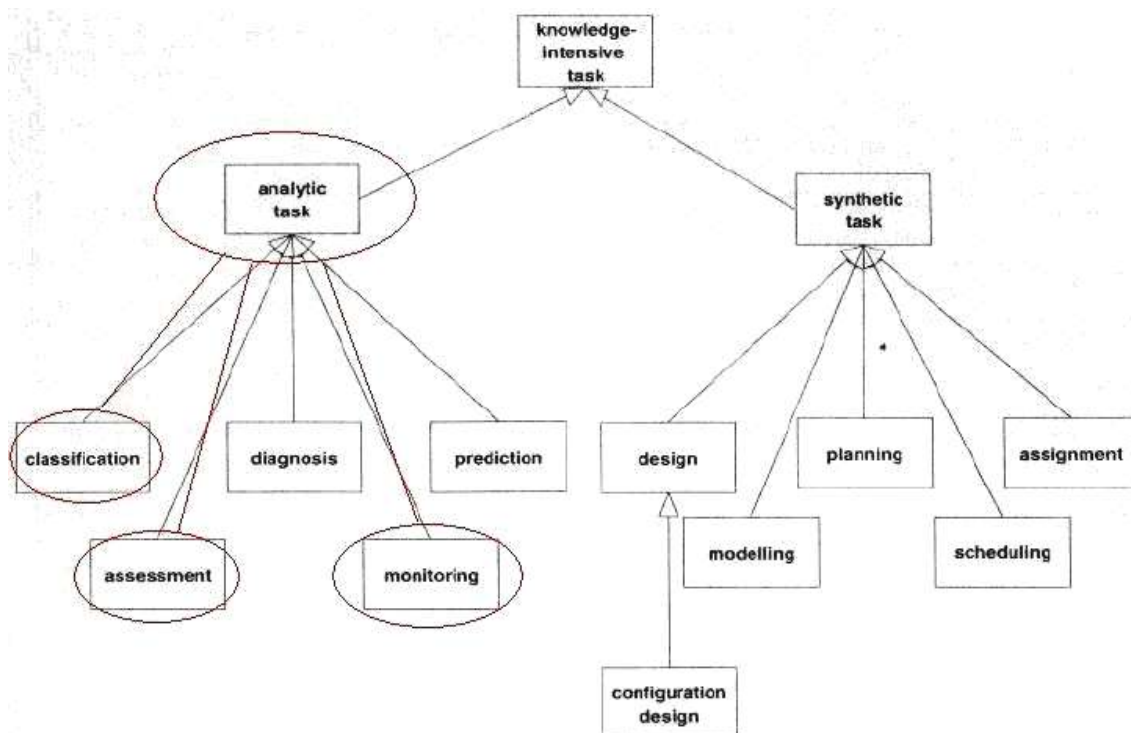 knowledge-
intensive
task
analytic
task
synthetic
task
classification
diagnosis
prediction
design
planning
assignment
assessment
monitoring
modelling
scheduling
configuration
design